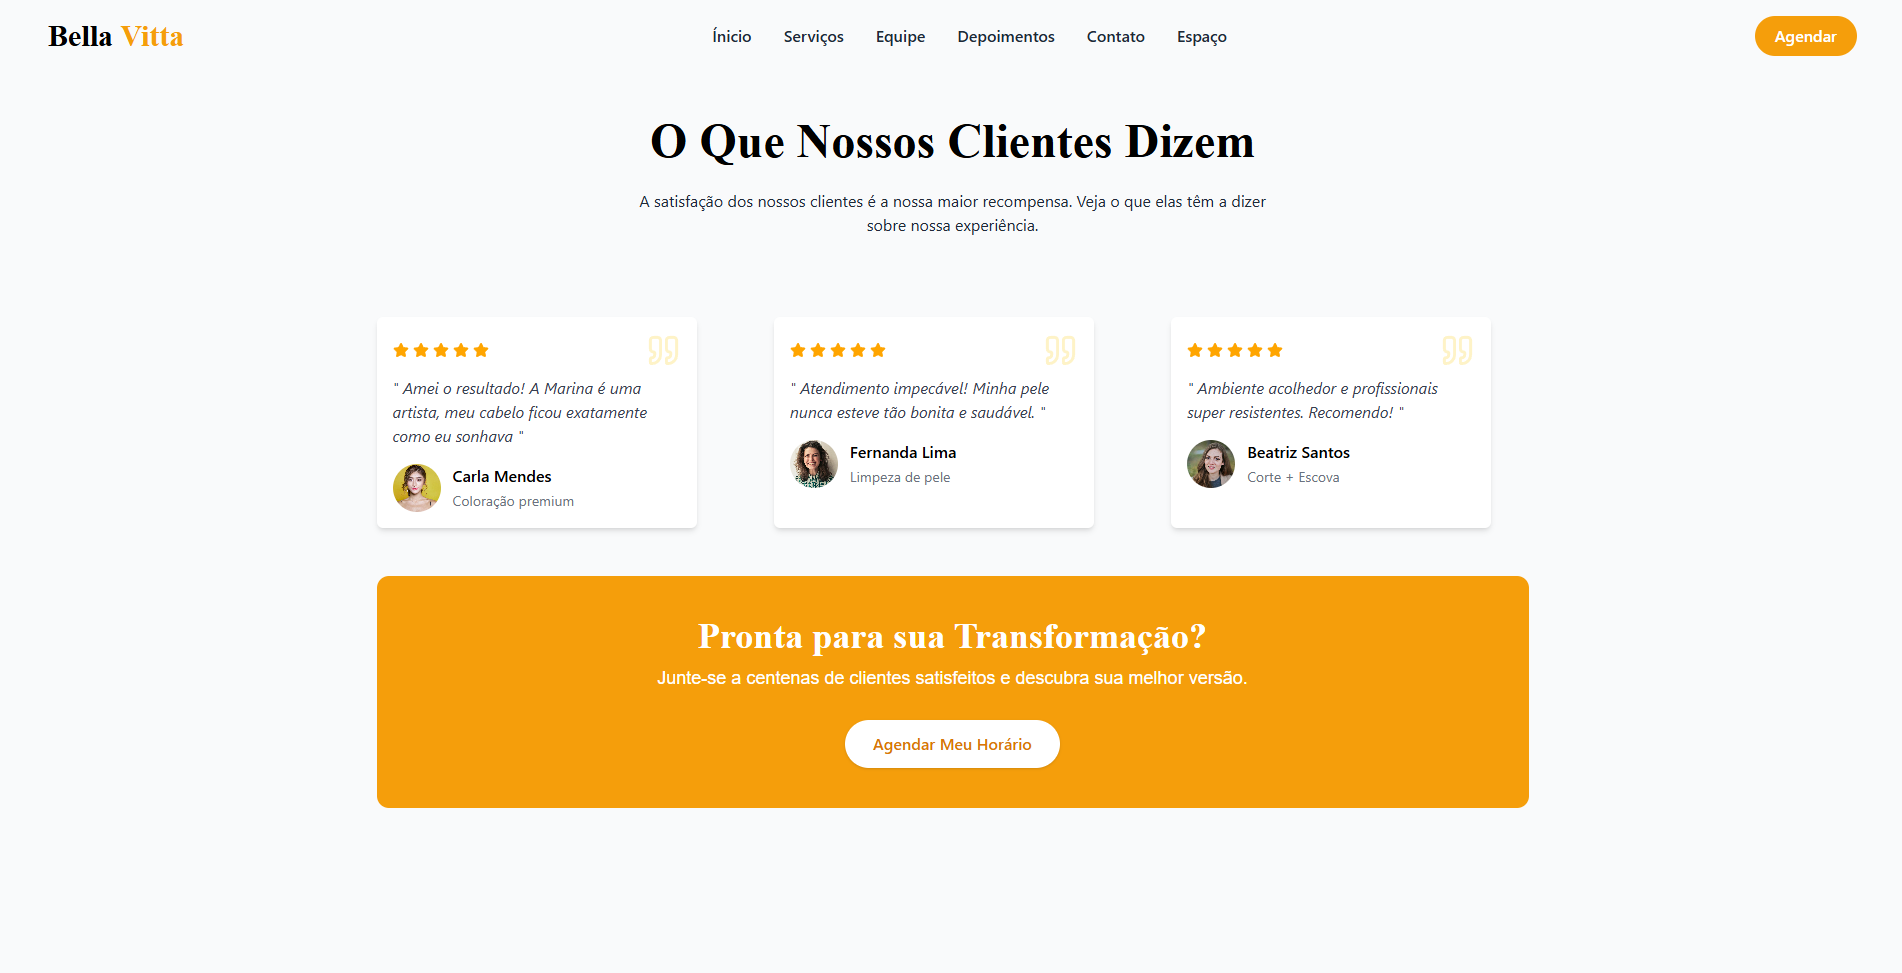 Bella Vitta
Ínicio
Serviços
Equipe
Depoimentos
Contato
Espaço
Agendar
O Que Nossos Clientes Dizem
A satisfação dos nossos clientes é a nossa maior recompensa. Veja o que elas têm a dizer
sobre nossa experiência.
" Amei o resultado! A Marina é uma
artista, meu cabelo ficou exatamente
como eu sonhava "
Carla Mendes
Coloração premium
" Atendimento impecável! Minha pele
nunca esteve tão bonita e saudável. "
Fernanda Lima
Limpeza de pele
" Ambiente acolhedor e profissionais
super resistentes. Recomendo! "
Beatriz Santos
Corte + Escova
Pronta para sua Transformação?
Junte-se a centenas de clientes satisfeitos e descubra sua melhor versão.
Agendar Meu Horário